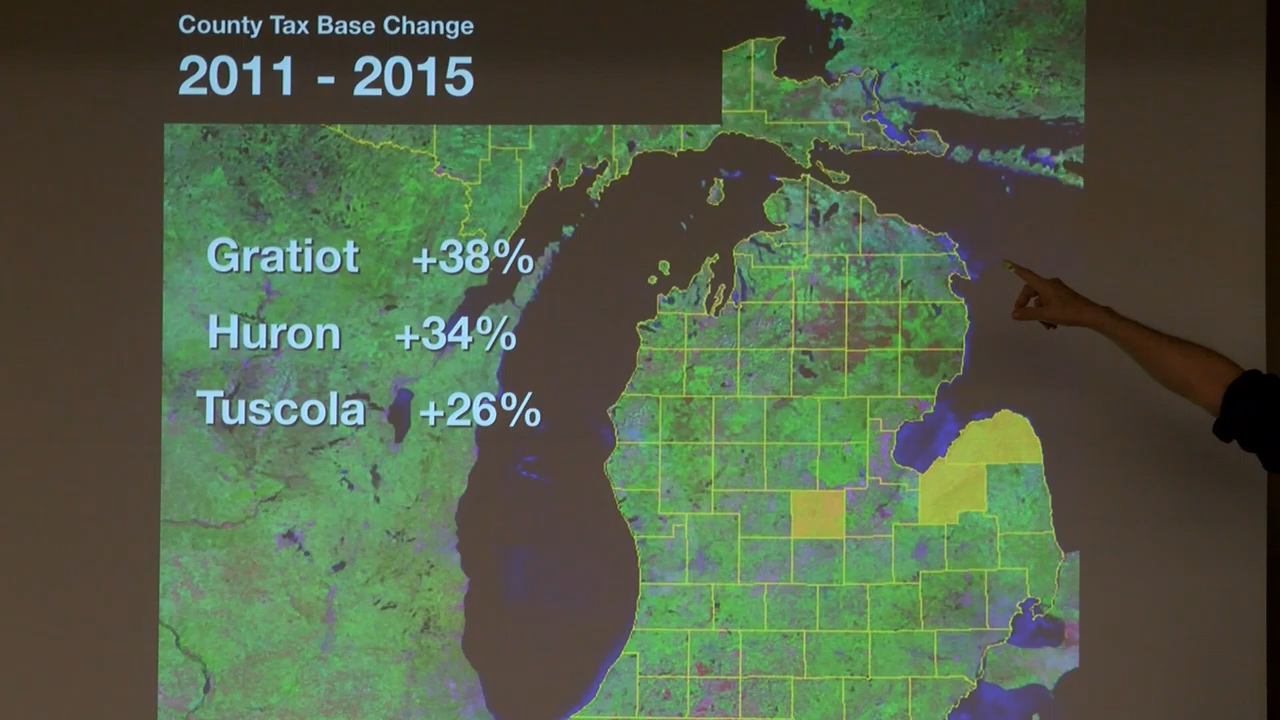 County Tax Base Change
2011 - 2015
Gratiot +38%
Huron +34%
Tuscola +26%